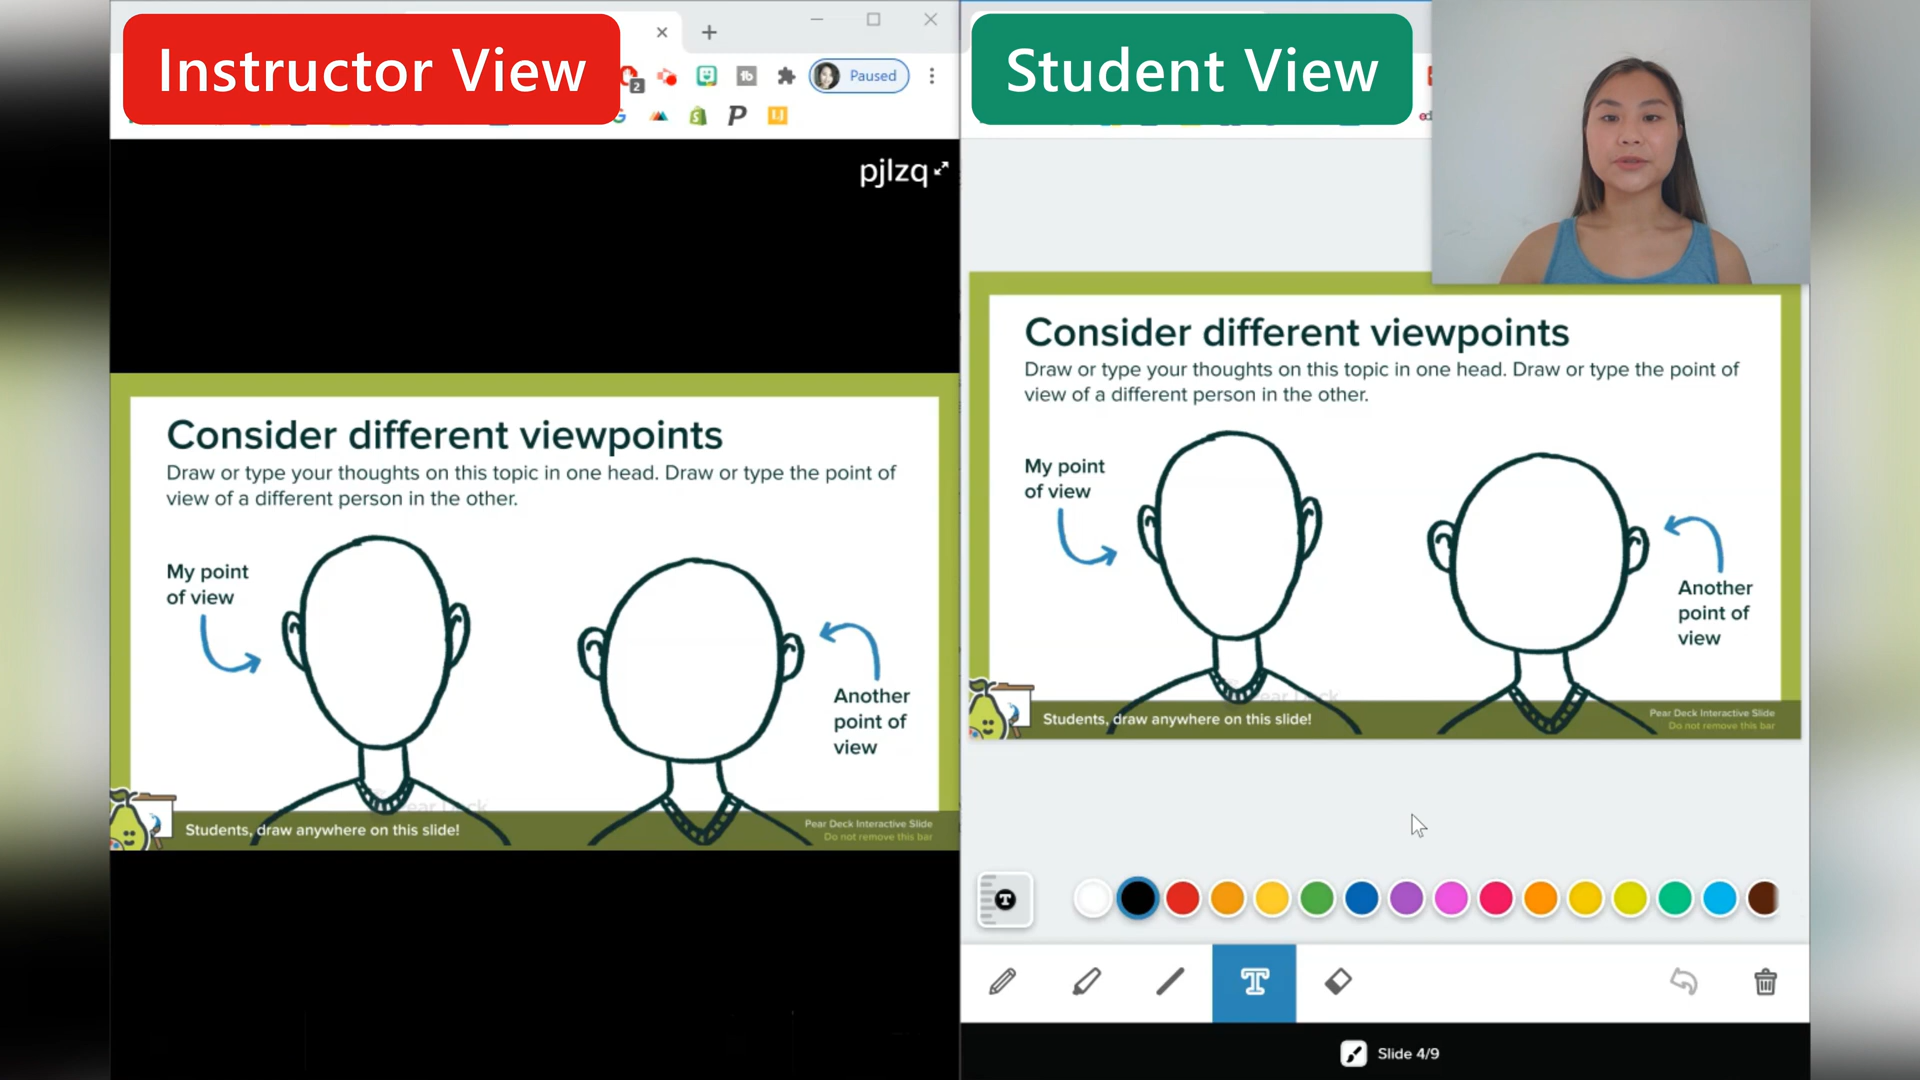 Instructor View
2
Paused
pjlzq
Consider different viewpoints
Draw or type your thoughts on this topic in one head. Draw or type the point of
view of a different person in the other.
My point
of view
Another
point of
view
Students, draw anywhere on this slide!
Pear Deck Interactive Slide
Do not remove this bar
Student View
Consider different viewpoints
Draw or type your thoughts on this topic in one head. Draw or type the point of
view of a different person in the other.
My point
of view
Another
point of
view
Students, draw anywhere on this slide!
Pear Deck Interactive Slide
Do not remove this bar
T
T
Slide 4/9